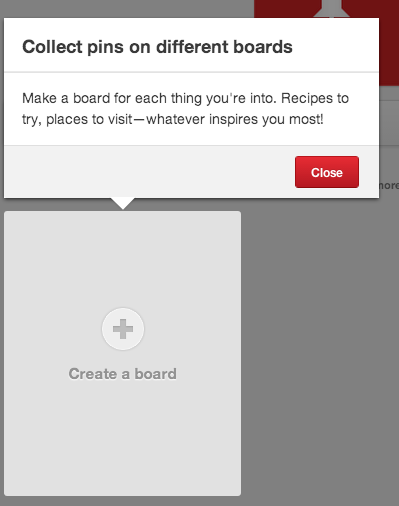 Collect pins on different boards
Make a board for each thing you're into. Recipes to
try, places to visit—whatever inspires you most!
Close
Create a board